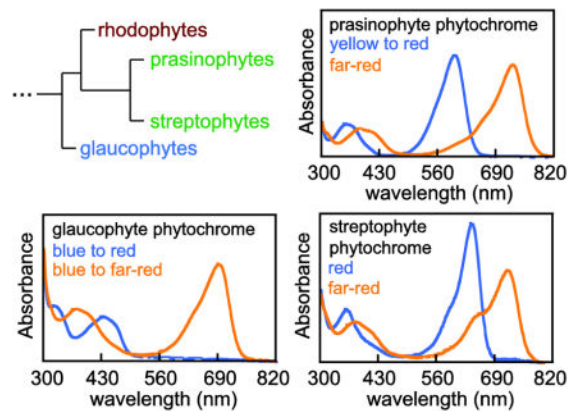 rhodophytes
prasinophytes
...
streptophytes
glaucophytes
prasinophyte phytochrome
yellow to red
far-red
Absorbance
300 430 560 690 820
wavelength (nm)
glaucophyte phytochrome
blue to red
blue to far-red
Absorbance
300 430 560 690 820
wavelength (nm)
streptophyte
phytochrome
red
far-red
Absorbance
300 430 560 690 820
wavelength (nm)